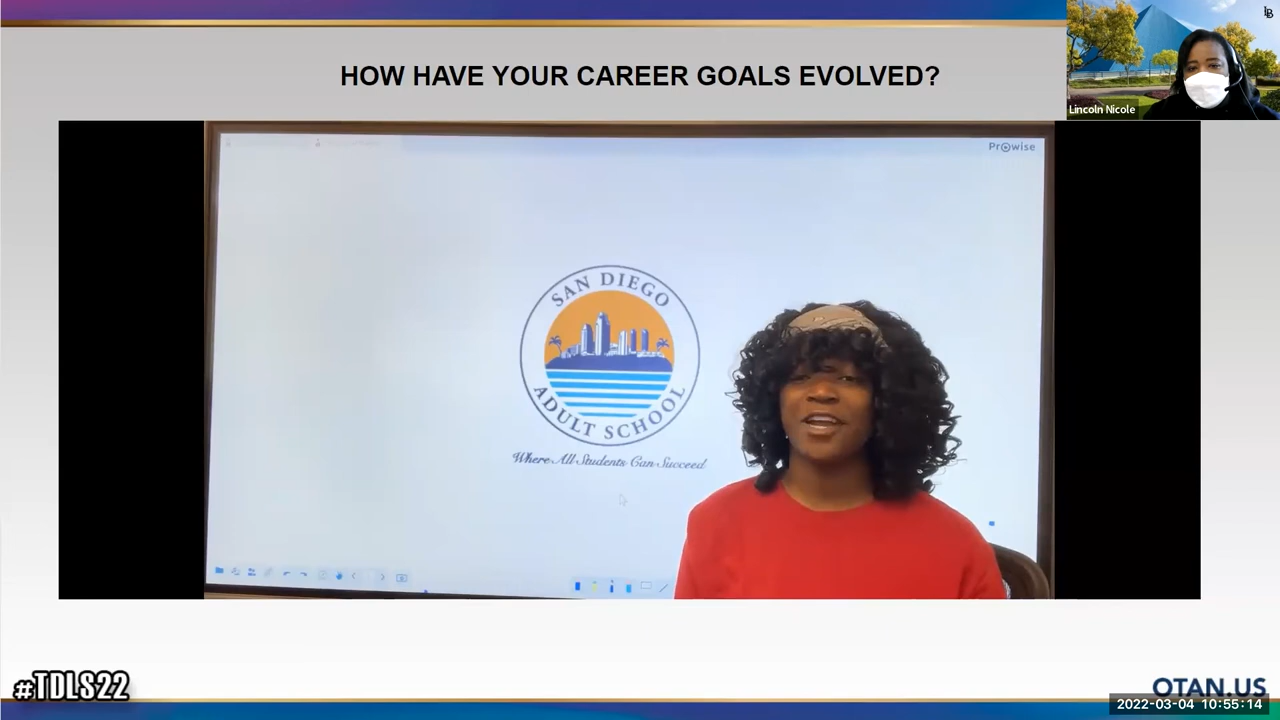 HOW HAVE YOUR CAREER GOALS EVOLVED?
LB
Lincoln Nicole
Prowise
SAN DIEGO
ADULT SCHOOL
Where All Students Can Succeed
#TDLS22
OTAN.US
2022-03-04 10:55:14